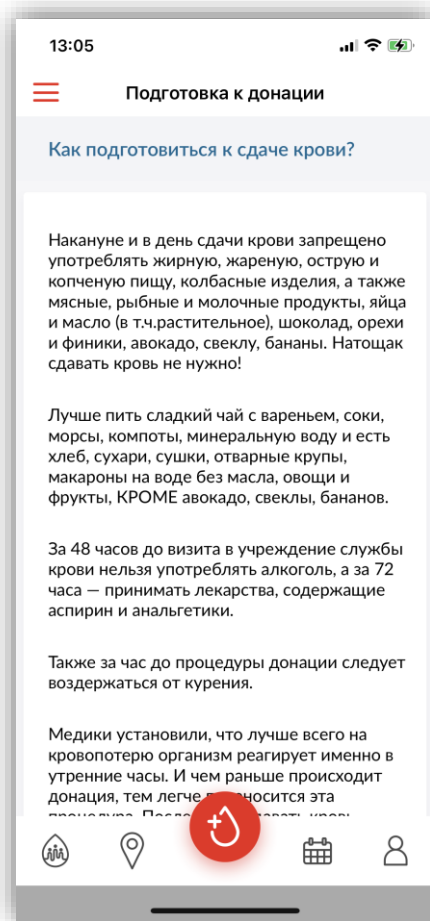 13:05
Подготовка к донации
Как подготовиться к сдаче крови?
Накануне и в день сдачи крови запрещено
употреблять жирную, жареную, острую и
копченую пищу, колбасные изделия, а также
мясные, рыбные и молочные продукты, яйца
и масло (в т.ч.растительное), шоколад, орехи
и финики, авокадо, свеклу, бананы. Натощак
сдавать кровь не нужно!
Лучше пить сладкий чай с вареньем, соки,
морсы, компоты, минеральную воду и есть
хлеб, сухари, сушки, отварные крупы,
макароны на воде без масла, овощи и
фрукты, КРОМЕ авокадо, свеклы, бананов.
За 48 часов до визита в учреждение службы
крови нельзя употреблять алкоголь, а за 72
часа — принимать лекарства, содержащие
аспирин и анальгетики.
Также за час до процедуры донации следует
воздержаться от курения.
Медики установили, что лучше всего на
кровопотерю организм реагирует именно в
утренние часы. И чем раньше происходит
донация, тем легче эта